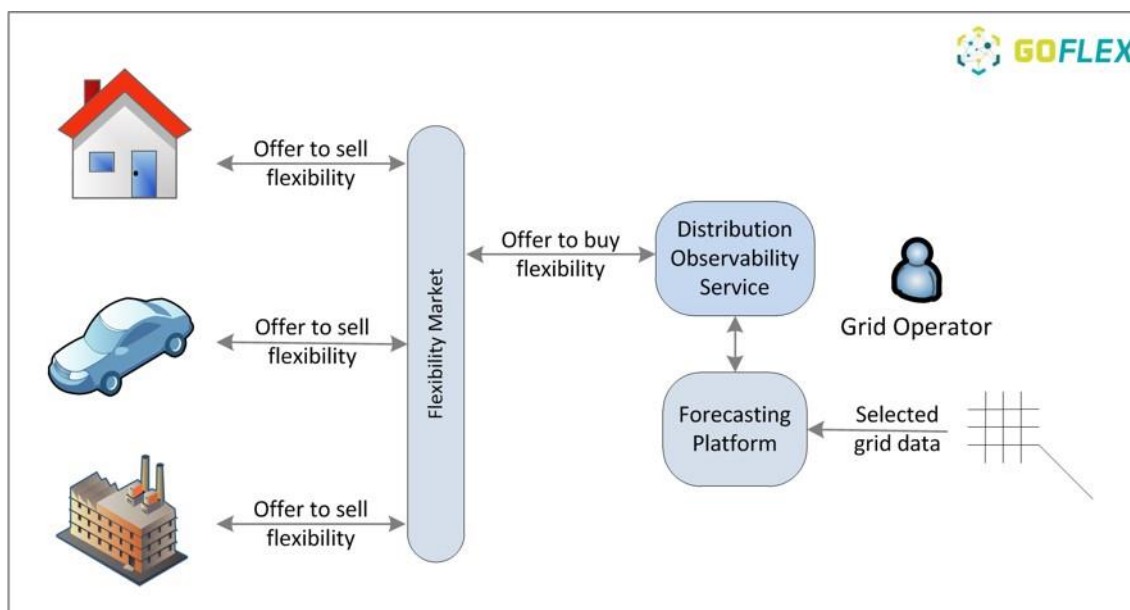 GOFLEX
Offer to sell
flexibility
Offer to sell
flexibility
Offer to sell
flexibility
Flexibility Market
Offer to buy
flexibility
Distribution
Observability
Service
Grid Operator
Forecasting
Platform
Selected
grid data